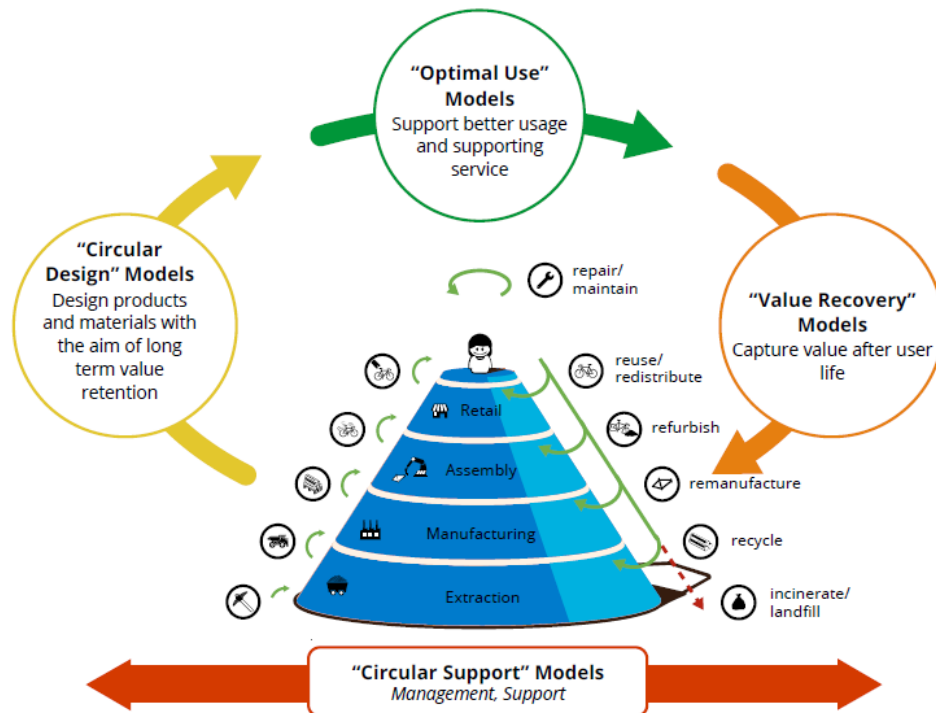 “Optimal Use”
Models
Support better usage
and supporting
service
“Circular
Design” Models
Design products
and materials with
the aim of long
term value
retention
“Value Recovery”
Models
Capture value after user
life
repair/
maintain
reuse/
redistribute
refurbish
remanufacture
recycle
incinerate/
landfill
Retail
Assembly
Manufacturing
Extraction
“Circular Support” Models
Management, Support